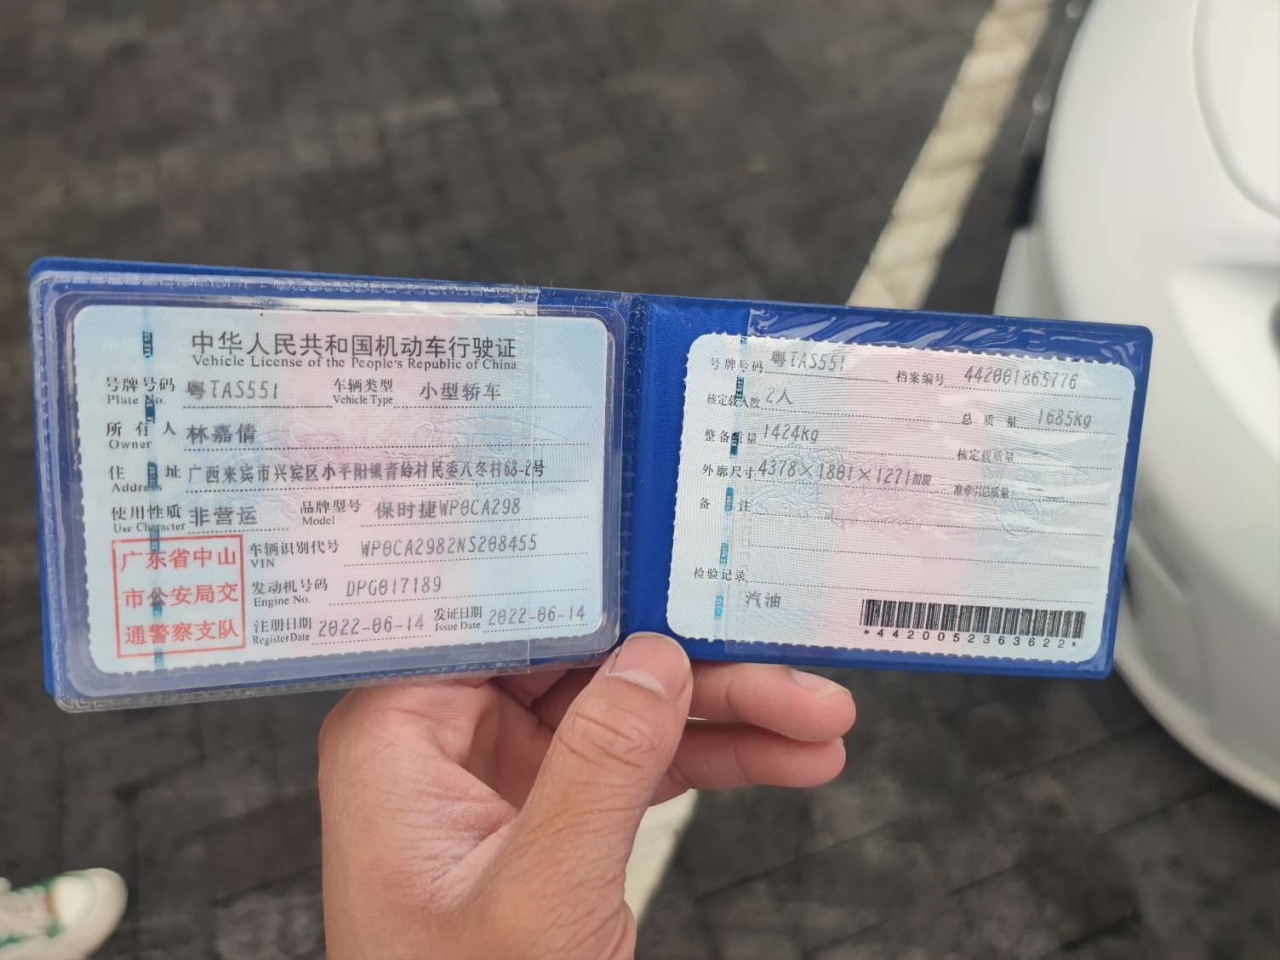 中华人民共和国机动车行驶证
Vehicle License of the People's Republic of China
号牌号码 粤TAS551 车辆类型 小型轿车
Plate No. Vehicle Type
所有人 林嘉倩
Owner
住址 广西来宾市兴宾区小平阳镇青岭村民委八冬村68-2号
Address
使用性质 非营运 品牌型号 保时捷WP0CA298
Use Character Model
广东省中山
市公安局交
通警察支队
车辆识别代号 WP0CA2982NS208455
VIN
发动机号码 DPG017189
Engine No.
注册日期 2022-06-14 发证日期 2022-06-14
Register Date Issue Date
号牌号码 粤TAS551 档案编号 442001865776
核定载人数 2人 总质量 1685kg
整备质量 1424kg 核定载质量
外廓尺寸 4378×1801×1271mm 准牵引总质量
备注
检验记录
汽油
*4420052363622*